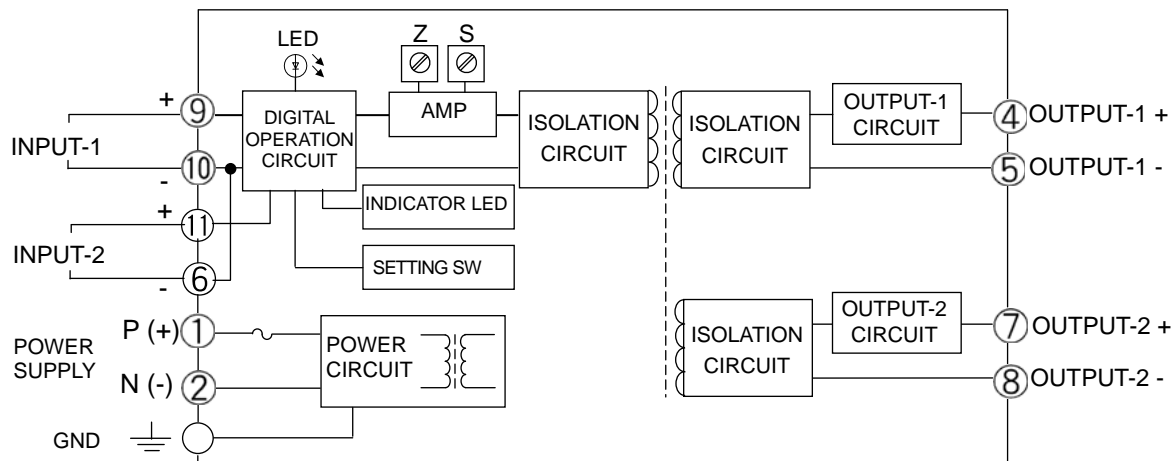 LED
Z S
+ 9 DIGITAL OPERATION CIRCUIT
AMP
ISOLATION CIRCUIT
ISOLATION CIRCUIT
OUTPUT-1 CIRCUIT
4 OUTPUT-1 +
INPUT-1
10
-
5 OUTPUT-1 -
INDICATOR LED
+
11
INPUT-2
SETTING SW
6
-
P (+) 1
POWER SUPPLY
POWER CIRCUIT
N (-) 2
GND
ISOLATION CIRCUIT
OUTPUT-2 CIRCUIT
7 OUTPUT-2 +
8 OUTPUT-2 -